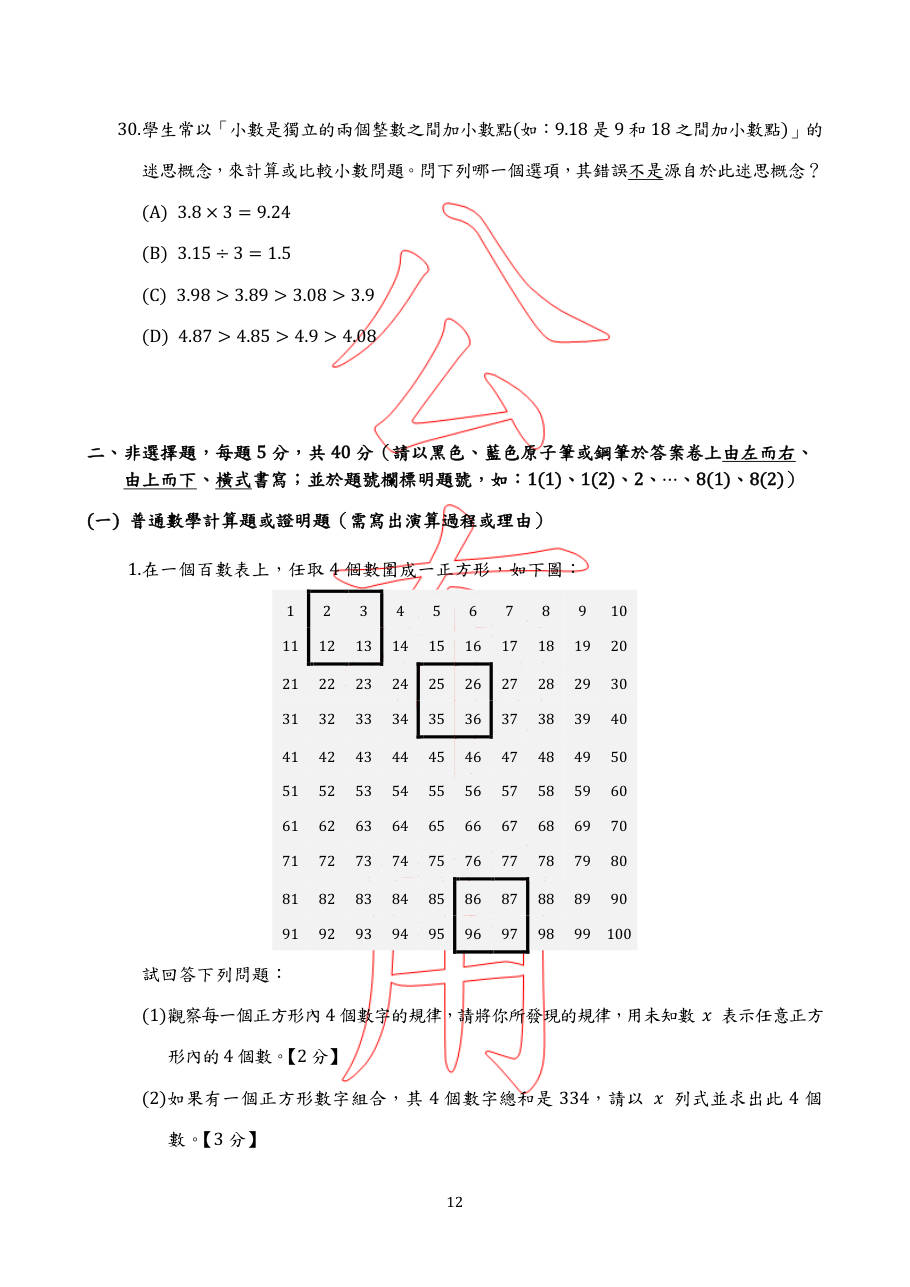 30.學生常以「小數是獨立的兩個整數之間加小數點(如：9.18 是 9 和 18 之間加小數點)」的
迷思概念，來計算或比較小數問題。問下列哪一個選項，其錯誤不是源自於此迷思概念？
(A) 3.8 × 3 = 9.24
(B) 3.15 ÷ 3 = 1.5
(C) 3.98 > 3.89 > 3.08 > 3.9
(D) 4.87 > 4.85 > 4.9 > 4.08
二、非選擇題，每題 5 分，共 40 分（請以黑色、藍色原子筆或鋼筆於答案卷上由左而右、
由上而下、橫式書寫；並於題號欄標明題號，如：1(1)、1(2)、2、…、8(1)、8(2)）
(一) 普通數學計算題或證明題（需寫出演算過程或理由）
1.在一個百數表上，任取 4 個數圍成一正方形，如下圖：
1 2 3 4 5 6 7 8 9 10
11 12 13 14 15 16 17 18 19 20
21 22 23 24 25 26 27 28 29 30
31 32 33 34 35 36 37 38 39 40
41 42 43 44 45 46 47 48 49 50
51 52 53 54 55 56 57 58 59 60
61 62 63 64 65 66 67 68 69 70
71 72 73 74 75 76 77 78 79 80
81 82 83 84 85 86 87 88 89 90
91 92 93 94 95 96 97 98 99 100
試回答下列問題：
(1)觀察每一個正方形內 4 個數字的規律，請將你所發現的規律，用未知數 x 表示任意正方
形內的 4 個數。【2 分】
(2)如果有一個正方形數字組合，其 4 個數字總和是 334，請以 x 列式並求出此 4 個
數。【3 分】
12